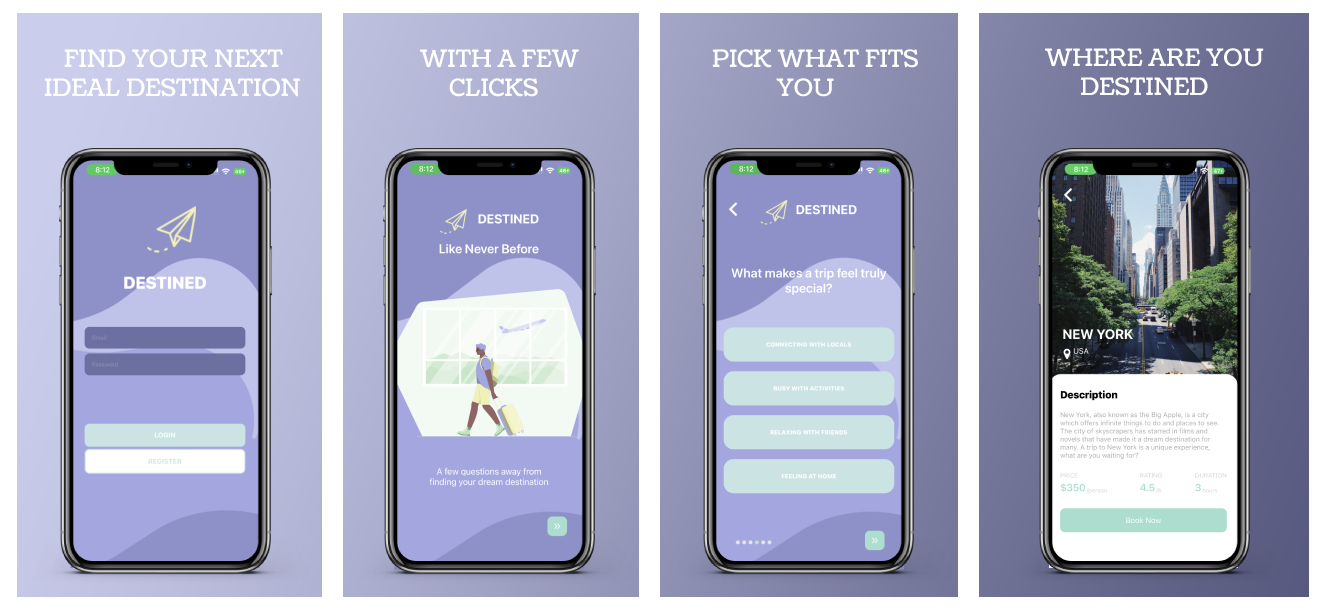 FIND YOUR NEXT
IDEAL DESTINATION
8:12
46+
DESTINED
Email
Password
LOGIN
REGISTER
WITH A FEW
CLICKS
8:12
46+
DESTINED
Like Never Before
A few questions away from
finding your dream destination
PICK WHAT FITS
YOU
8:12
46+
DESTINED
What makes a trip feel truly
special?
CONNECTING WITH LOCALS
BUSY WITH ACTIVITIES
RELAXING WITH FRIENDS
FEELING AT HOME
WHERE ARE YOU
DESTINED
8:12
47+
NEW YORK
USA
Description
New York, also known as the Big Apple, is a city
which offers infinite things to do and places to see.
The city of skyscrapers has starred in films and
novels that have made it a dream destination for
many. A trip to New York is a unique experience,
what are you waiting for?
PRICE RATING DURATION
$350 4.5 /5 3 hours
Book Now